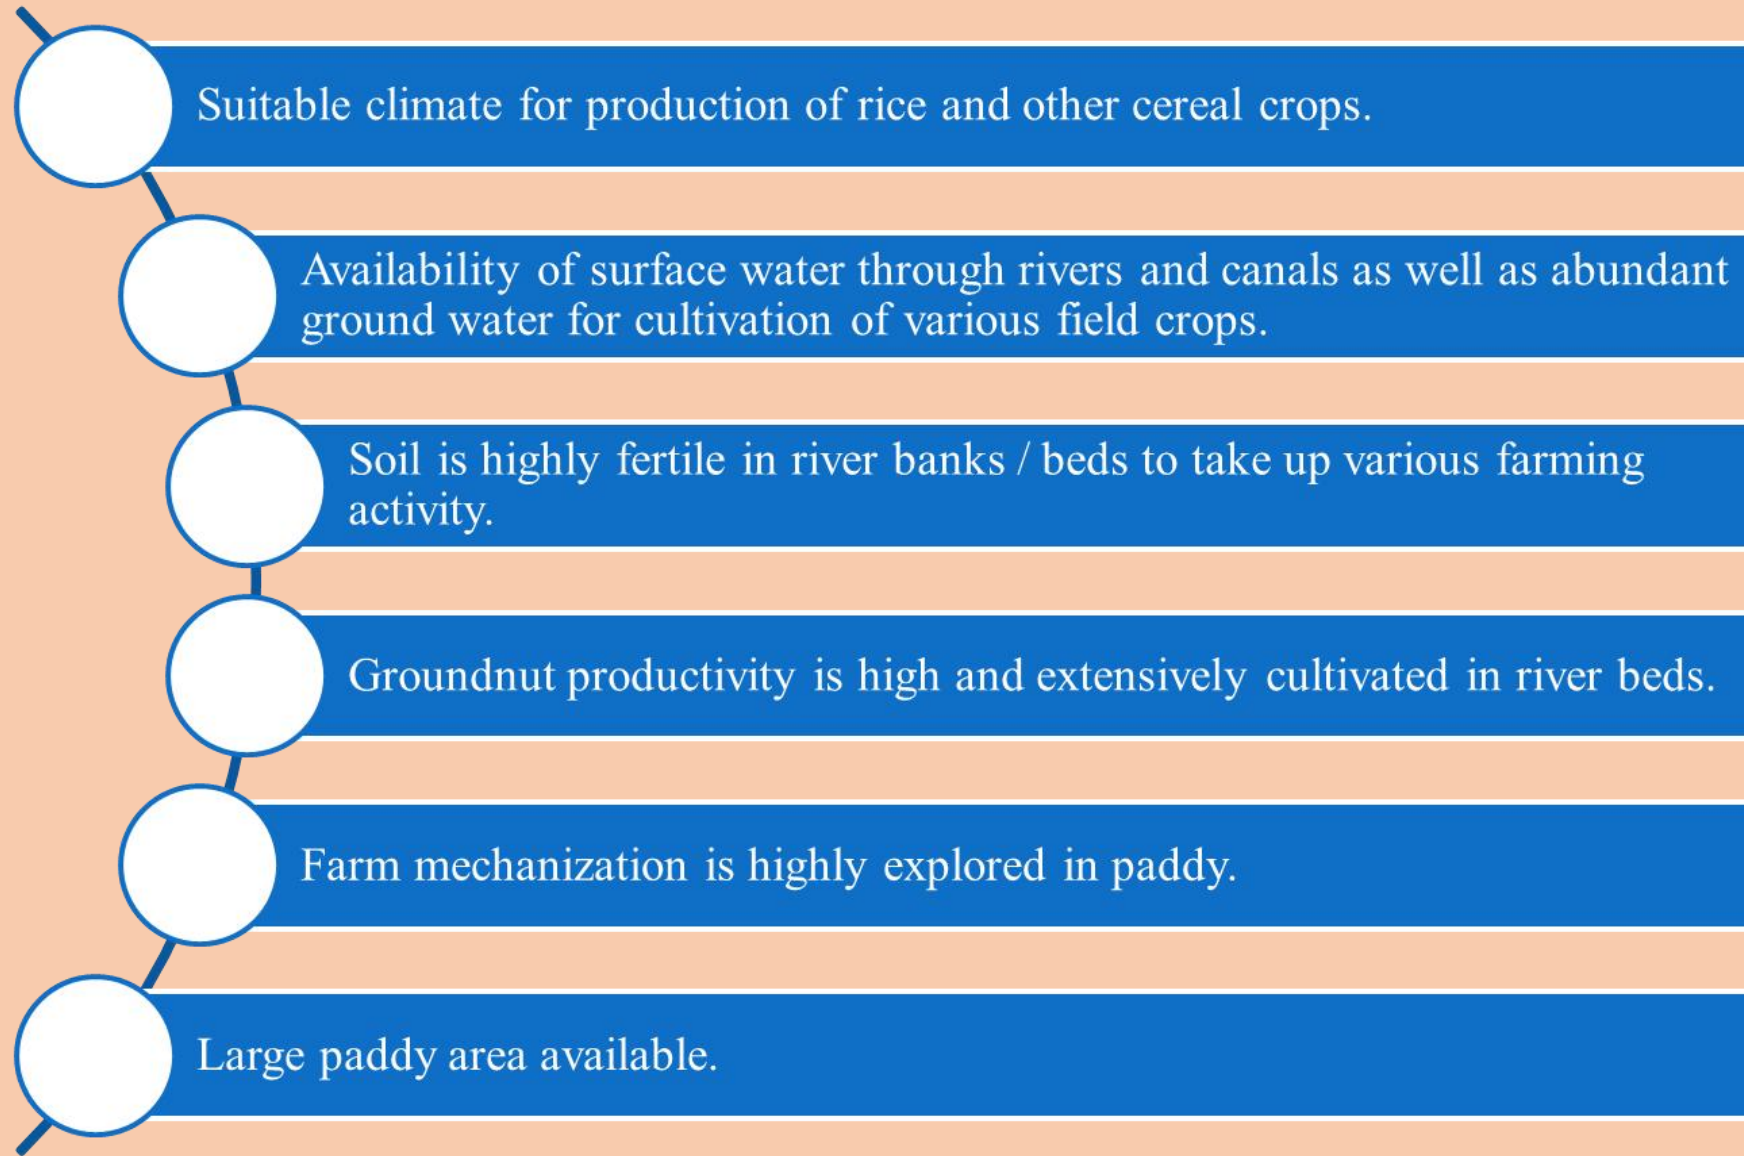 Suitable climate for production of rice and other cereal crops.
Availability of surface water through rivers and canals as well as abundant
ground water for cultivation of various field crops.
Soil is highly fertile in river banks / beds to take up various farming
activity.
Groundnut productivity is high and extensively cultivated in river beds.
Farm mechanization is highly explored in paddy.
Large paddy area available.